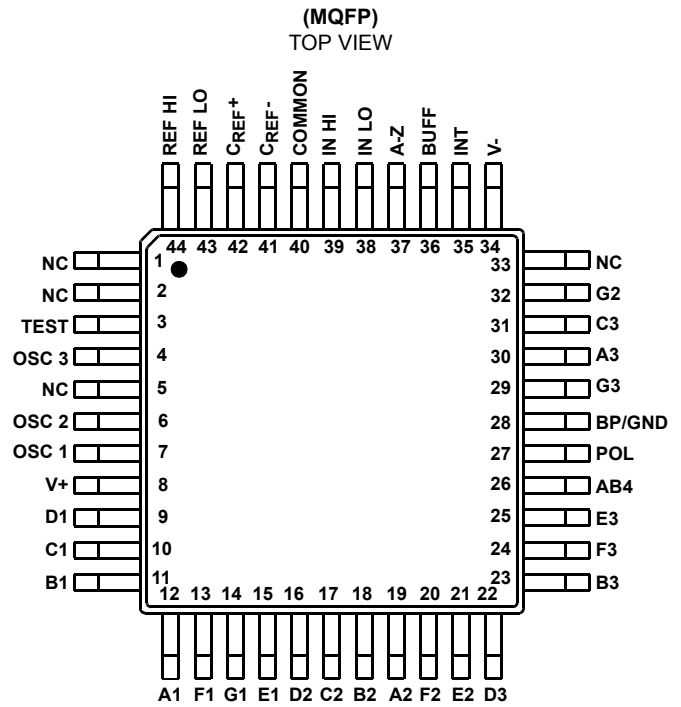 (MQFP)
TOP VIEW
REF HI
REF LO
CREF+
CREF-
COMMON
IN HI
IN LO
A-Z
BUFF
INT
V-
44 43 42 41 40 39 38 37 36 35 34
NC 1 33 NC
NC 2 32 G2
TEST 3 31 C3
OSC 3 4 30 A3
NC 5 29 G3
OSC 2 6 28 BP/GND
OSC 1 7 27 POL
V+ 8 26 AB4
D1 9 25 E3
C1 10 24 F3
B1 11 23 B3
12 13 14 15 16 17 18 19 20 21 22
A1 F1 G1 E1 D2 C2 B2 A2 F2 E2 D3